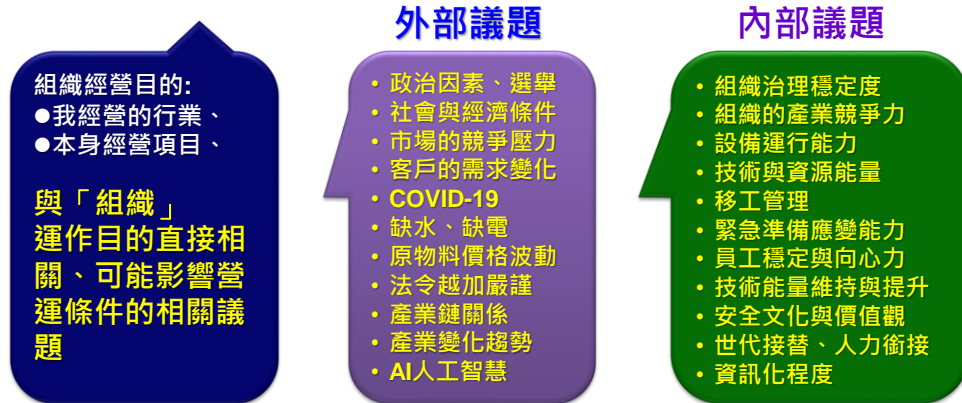 組織經營目的:
●我經營的行業、
●本身經營項目、
與「組織」
運作目的直接相
關、可能影響營
運條件的相關議
題
外部議題
• 政治因素、選舉
• 社會與經濟條件
• 市場的競爭壓力
• 客戶的需求變化
• COVID-19
• 缺水、缺電
• 原物料價格波動
• 法令越加嚴謹
• 產業鏈關係
• 產業變化趨勢
• AI人工智慧
內部議題
• 組織治理穩定度
• 組織的產業競爭力
• 設備運行能力
• 技術與資源能量
• 移工管理
• 緊急準備應變能力
• 員工穩定與向心力
• 技術能量維持與提升
• 安全文化與價值觀
• 世代接替、人力銜接
• 資訊化程度